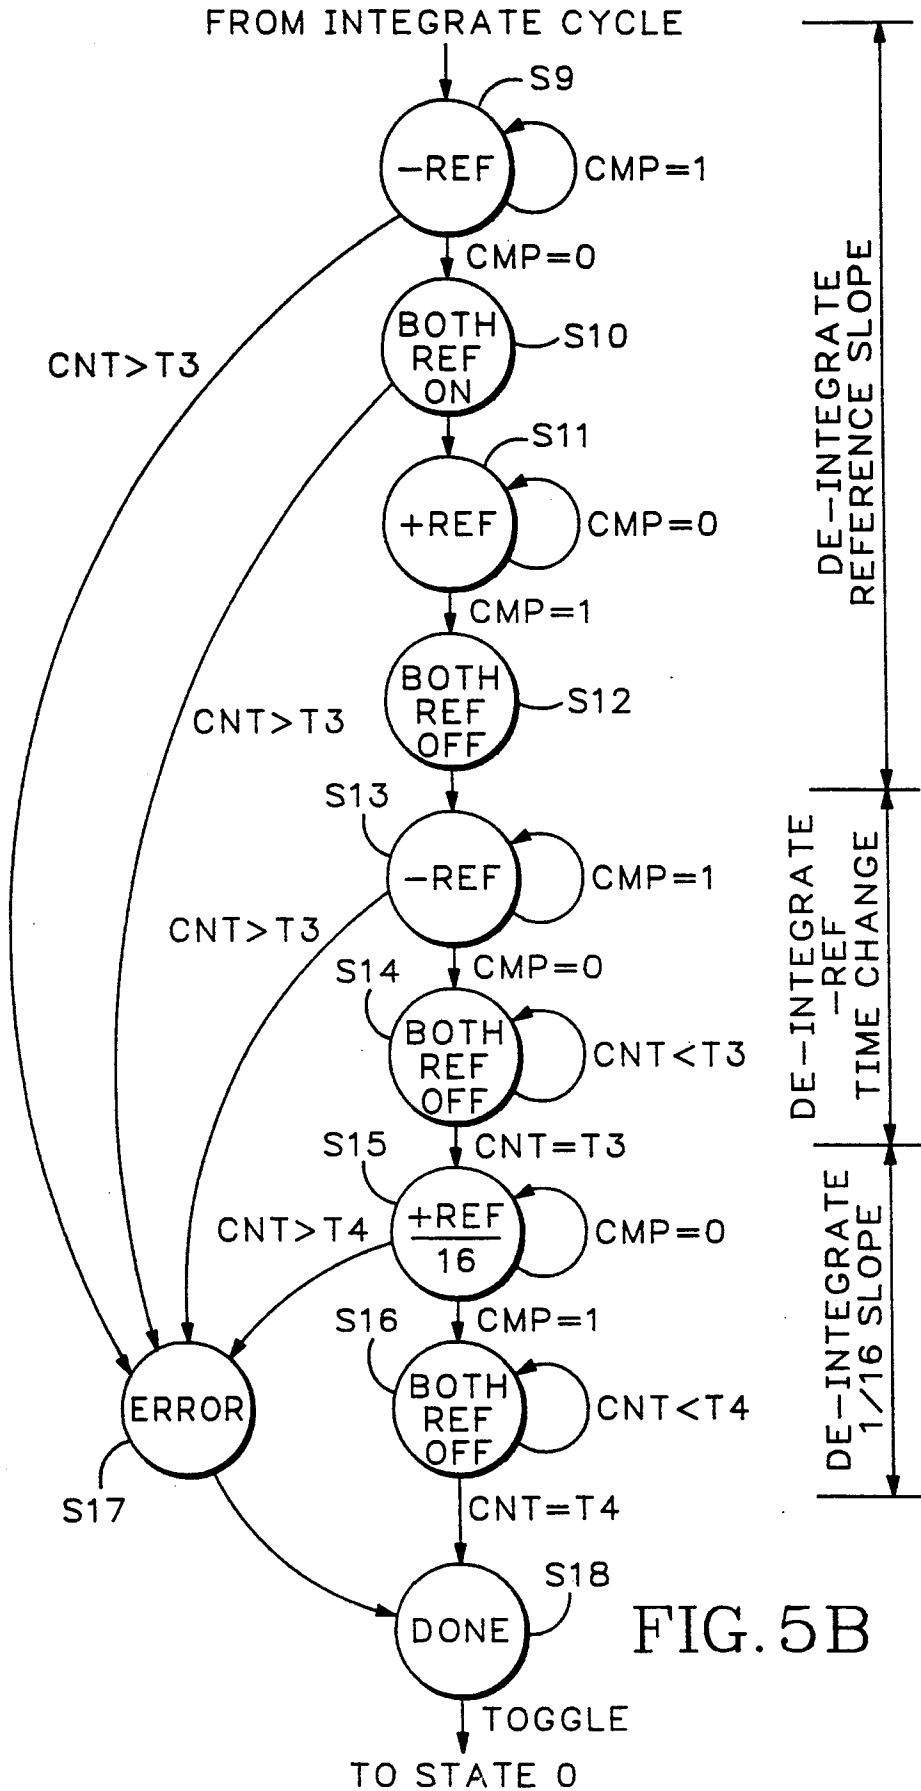 FROM INTEGRATE CYCLE
S9
−REF
CMP=1
CMP=0
BOTH
REF
ON
S10
CNT>T3
S11
+REF
CMP=0
CMP=1
BOTH
REF
OFF
S12
CNT>T3
S13
−REF
CMP=1
CNT>T3
CMP=0
S14
BOTH
REF
OFF
CNT<T3
CNT=T3
S15
+REF
16
CMP=0
CNT>T4
CMP=1
S16
BOTH
REF
OFF
CNT<T4
ERROR
S17
CNT=T4
S18
DONE
TOGGLE
TO STATE 0
DE−INTEGRATE
REFERENCE SLOPE
DE−INTEGRATE
−REF
TIME CHANGE
DE−INTEGRATE
1/16 SLOPE
FIG. 5B